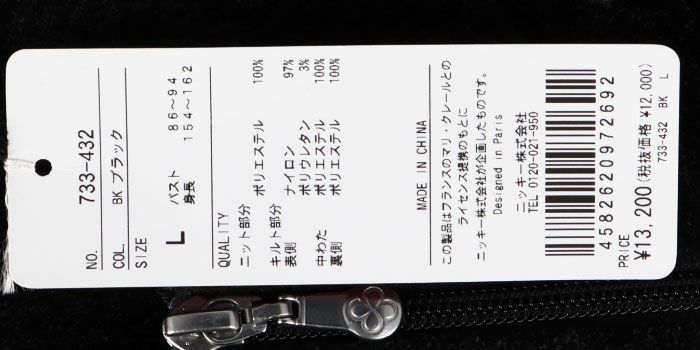 NO. 733-432
COL. BK ブラック
SIZE
L バスト 86～94
身長 154～162
QUALITY
ニット部分 ポリエステル 100%
キルト部分
表側 ナイロン 97%
ポリウレタン 3%
中わた ポリエステル 100%
裏側 ポリエステル 100%
MADE IN CHINA
この製品はフランスのアリ・クレールとの
ライセンス提携のもとに
ニッキー株式会社が企画したものです。
Designed in Paris
ニッキー株式会社
TEL 0120-021-950
4582620972692
PRICE
¥13,200(税抜価格 ¥12,000)
733-432 BK L